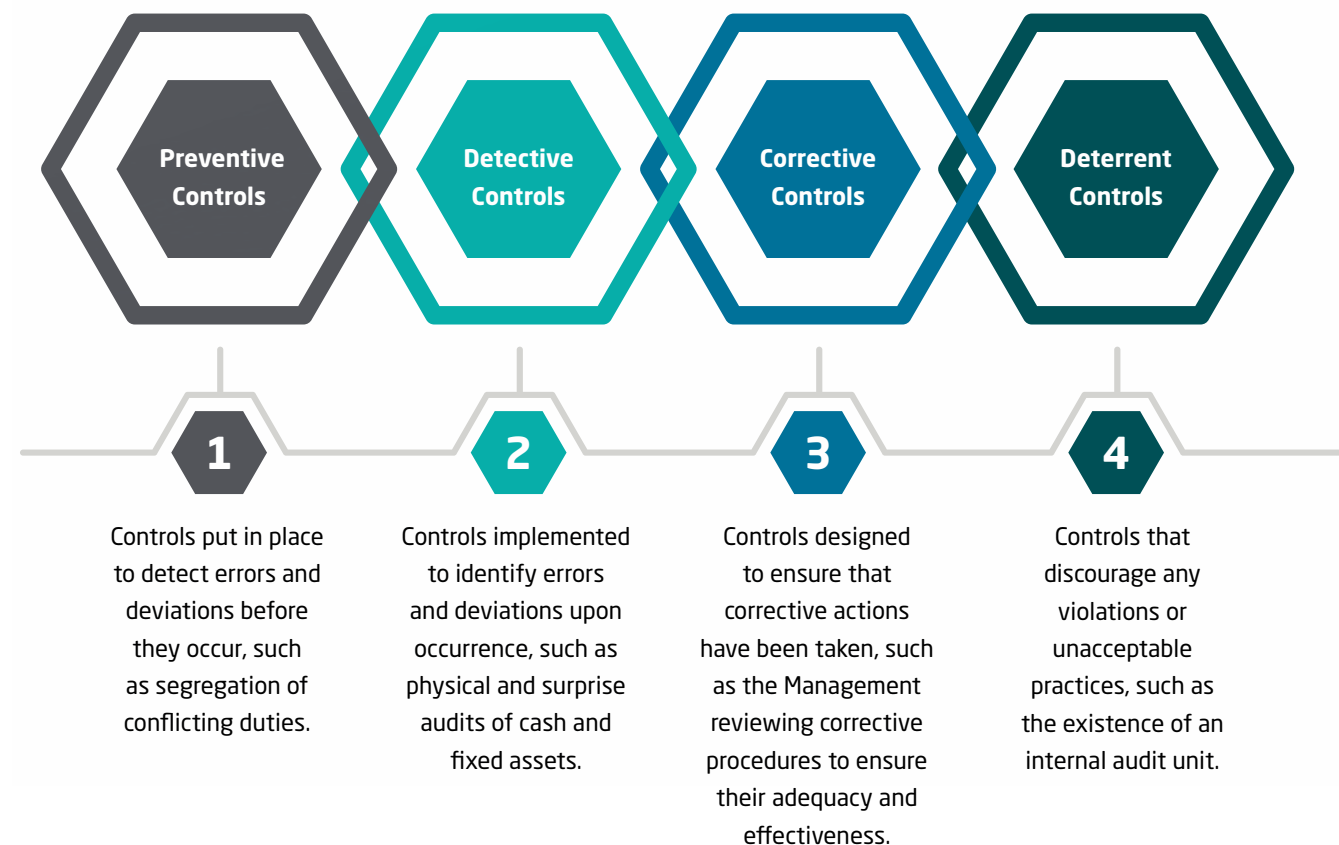 Preventive
Controls
Detective
Controls
Corrective
Controls
Deterrent
Controls
1
Controls put in place
to detect errors and
deviations before
they occur, such
as segregation of
conflicting duties.
2
Controls implemented
to identify errors
and deviations upon
occurrence, such as
physical and surprise
audits of cash and
fixed assets.
3
Controls designed
to ensure that
corrective actions
have been taken, such
as the Management
reviewing corrective
procedures to ensure
their adequacy and
effectiveness.
4
Controls that
discourage any
violations or
unacceptable
practices, such as
the existence of an
internal audit unit.